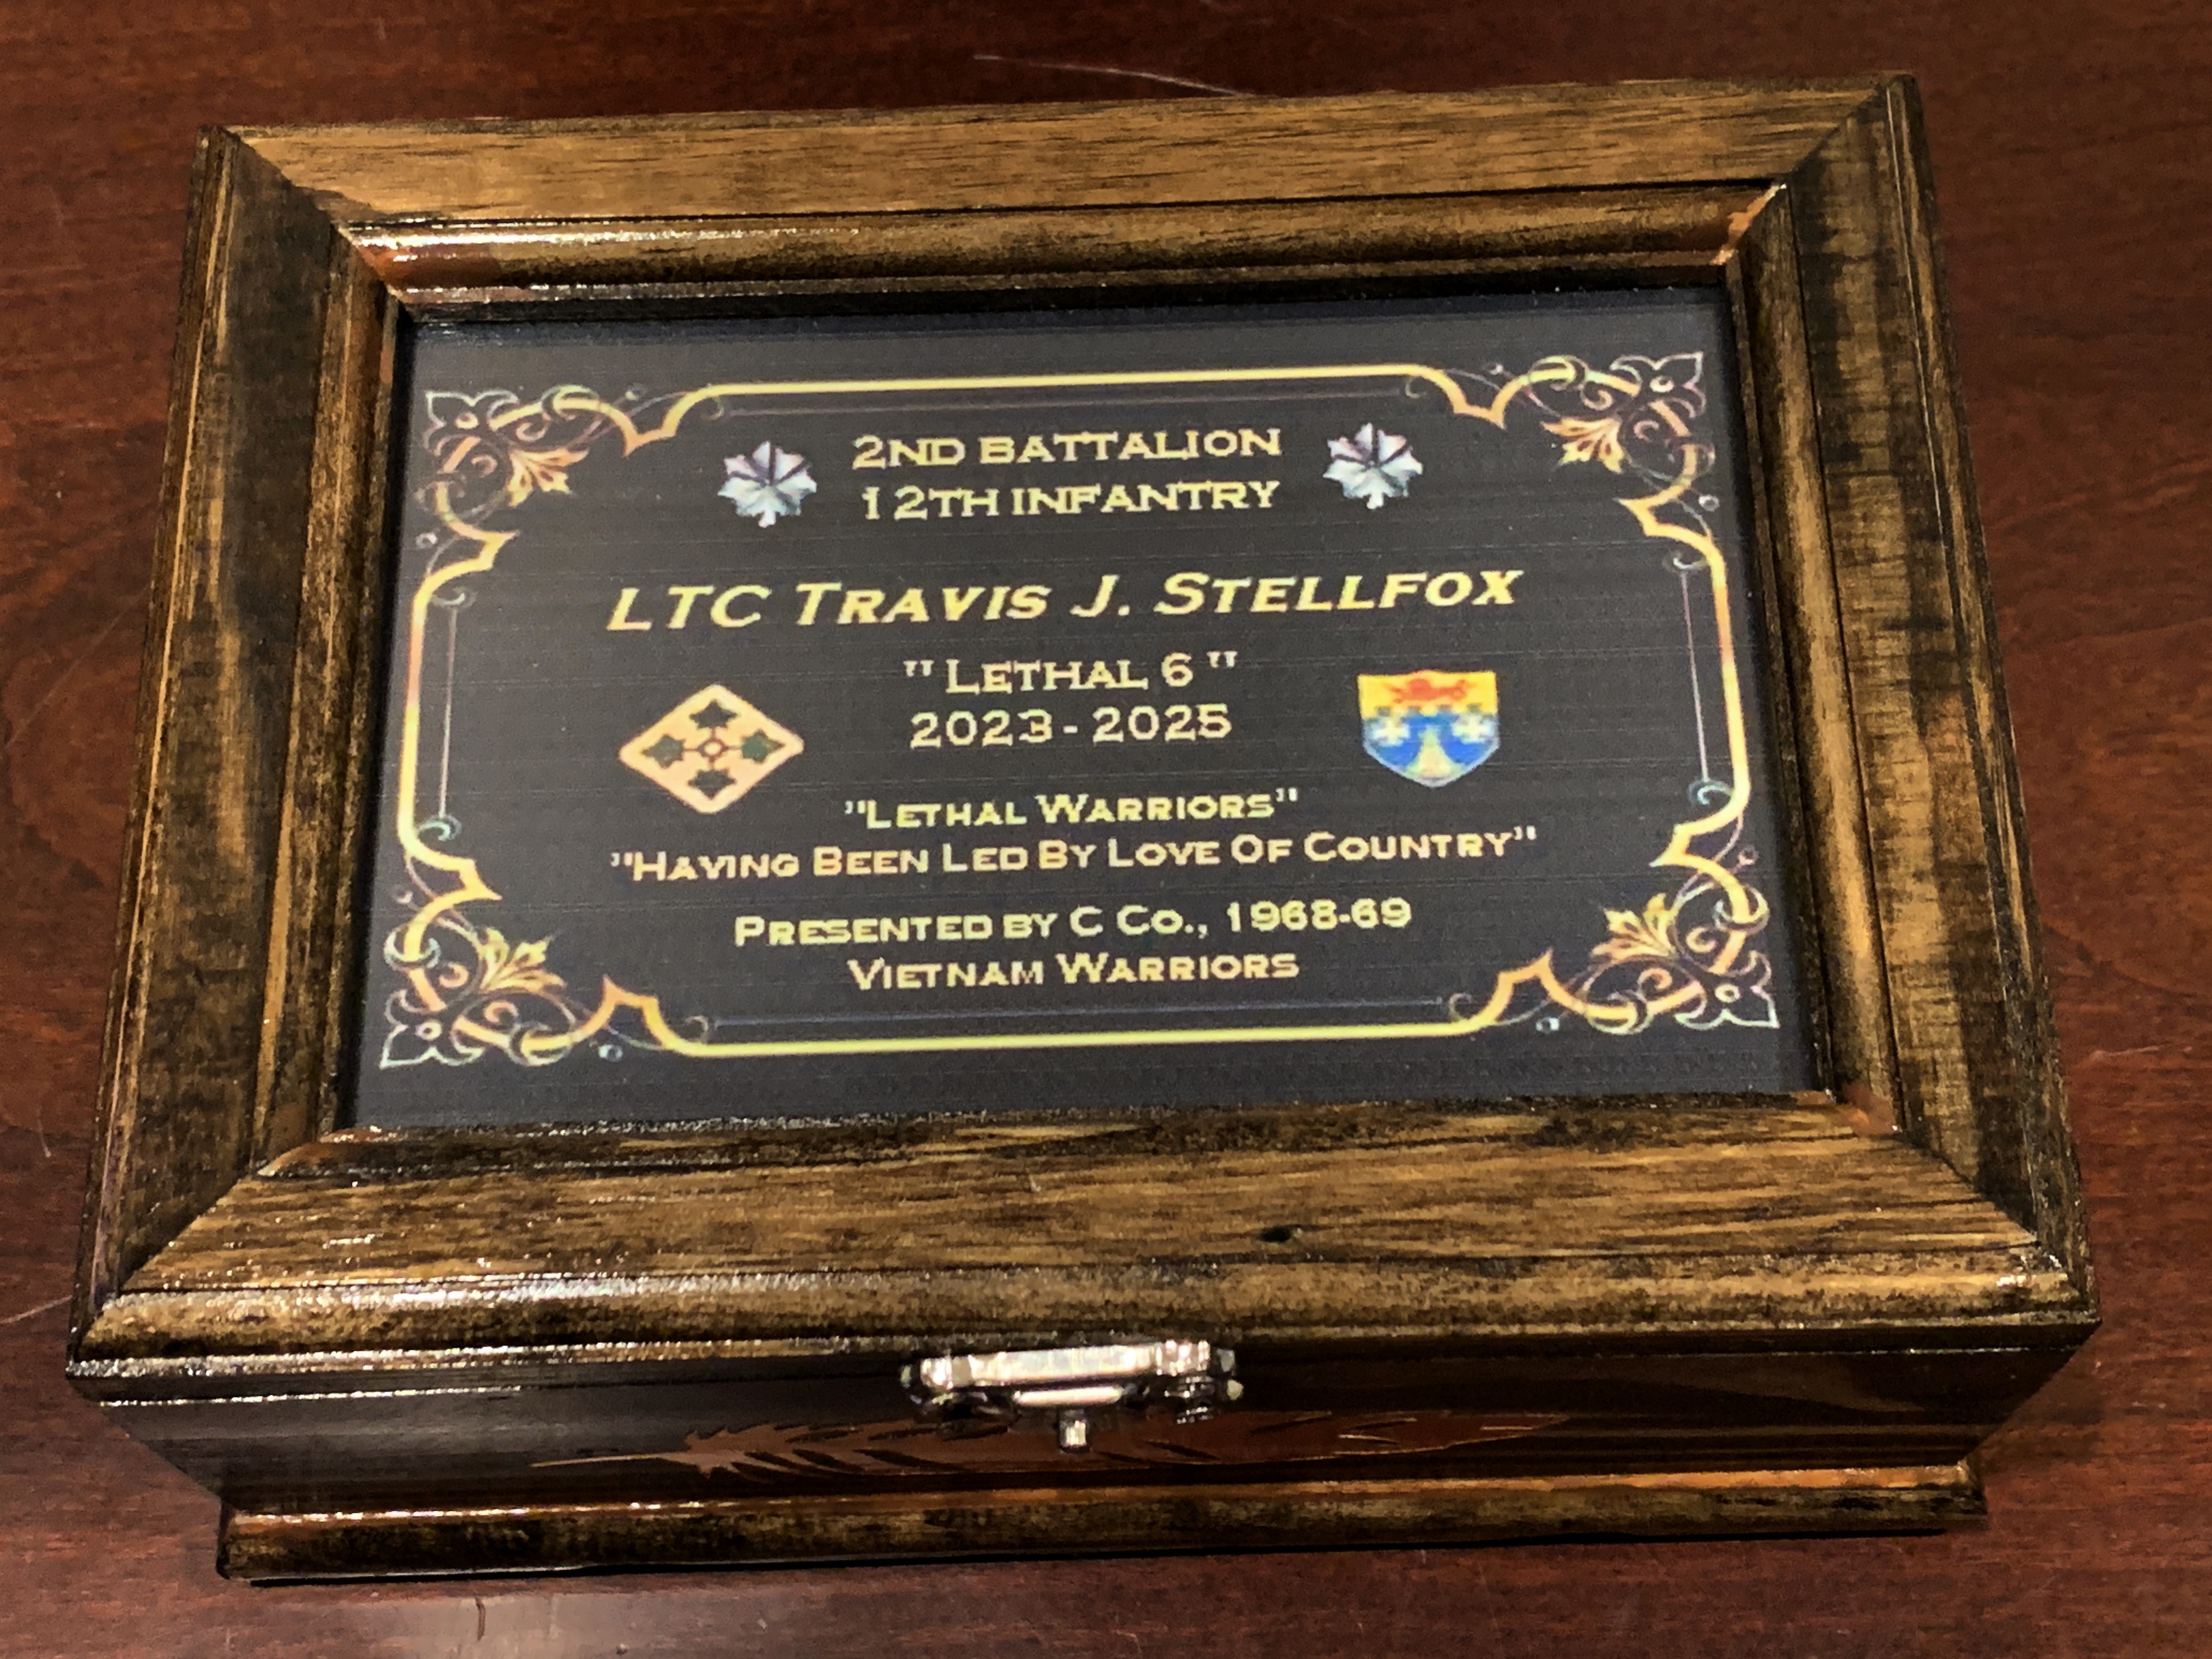 2ND BATTALION
12TH INFANTRY
LTC TRAVIS J. STELLFOX
"LETHAL 6"
2023 - 2025
"LETHAL WARRIORS"
"HAVING BEEN LED BY LOVE OF COUNTRY"
PRESENTED BY C CO., 1968-69
VIETNAM WARRIORS